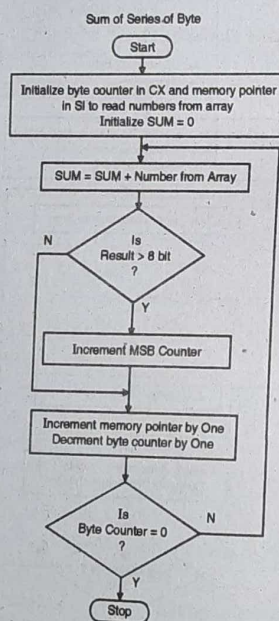 Sum of Series of Byte
Start
Initialize byte counter in CX and memory pointer
in SI to read numbers from array
Initialize SUM = 0
SUM = SUM + Number from Array
Is
Result > 8 bit
?
N
Y
Increment MSB Counter
Increment memory pointer by One
Decrment byte counter by One
Is
Byte Counter = 0
?
N
Y
Stop